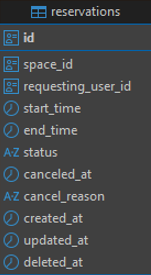 reservations
id
space_id
requesting_user_id
start_time
end_time
A-Z status
canceled_at
A-Z cancel_reason
created_at
updated_at
deleted_at